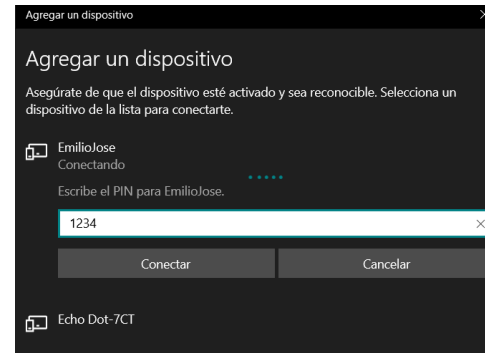 Agregar un dispositivo
Agregar un dispositivo
Asegúrate de que el dispositivo esté activado y sea reconocible. Selecciona un
dispositivo de la lista para conectarte.
EmilioJose
Conectando
Escribe el PIN para EmilioJose.
1234
Conectar
Cancelar
Echo Dot-7CT